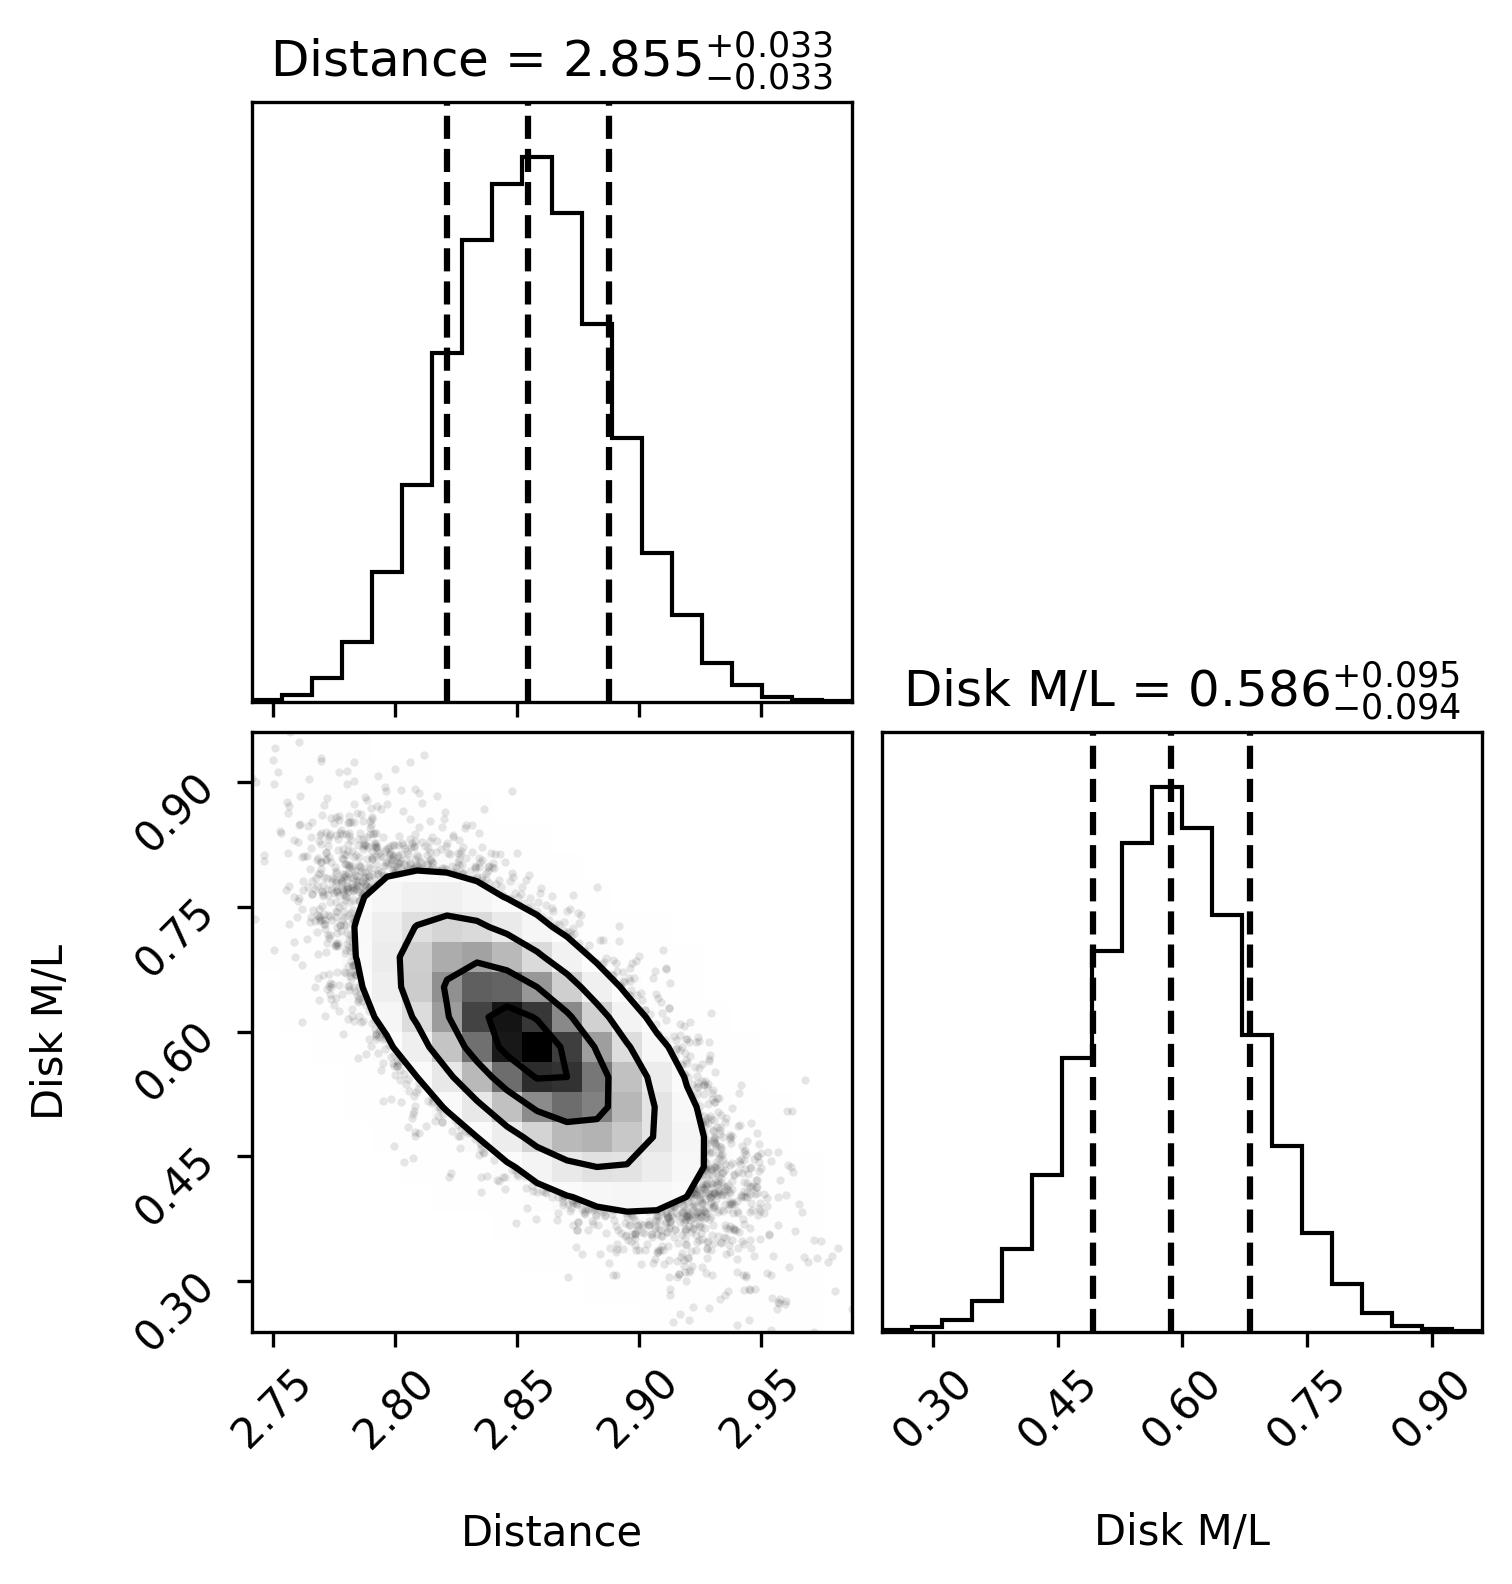 Distance = 2.855+0.033 −0.033
Disk M/L = 0.586+0.095 −0.094
Disk M/L
0.90
0.75
0.60
0.45
0.30
2.75 2.80 2.85 2.90 2.95
0.30 0.45 0.60 0.75 0.90
Distance
Disk M/L